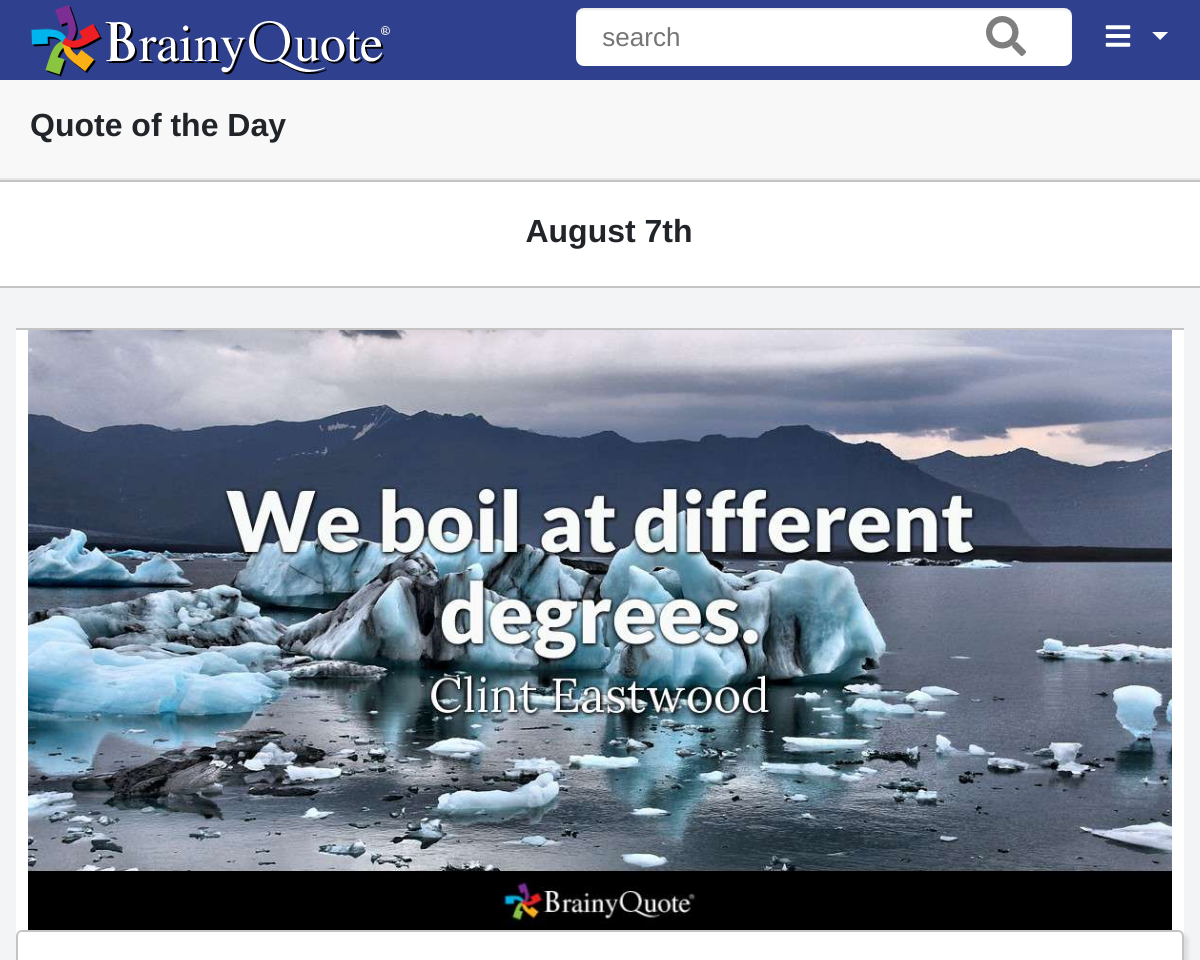 BrainyQuote®
search
Quote of the Day
August 7th
We boil at different
degrees.
Clint Eastwood
BrainyQuote®